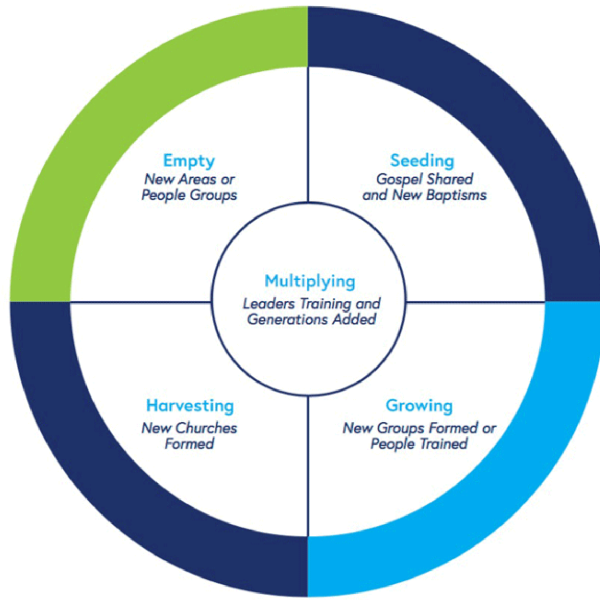 Empty
New Areas or
People Groups
Seeding
Gospel Shared
and New Baptisms
Multiplying
Leaders Training and
Generations Added
Harvesting
New Churches
Formed
Growing
New Groups Formed or
People Trained